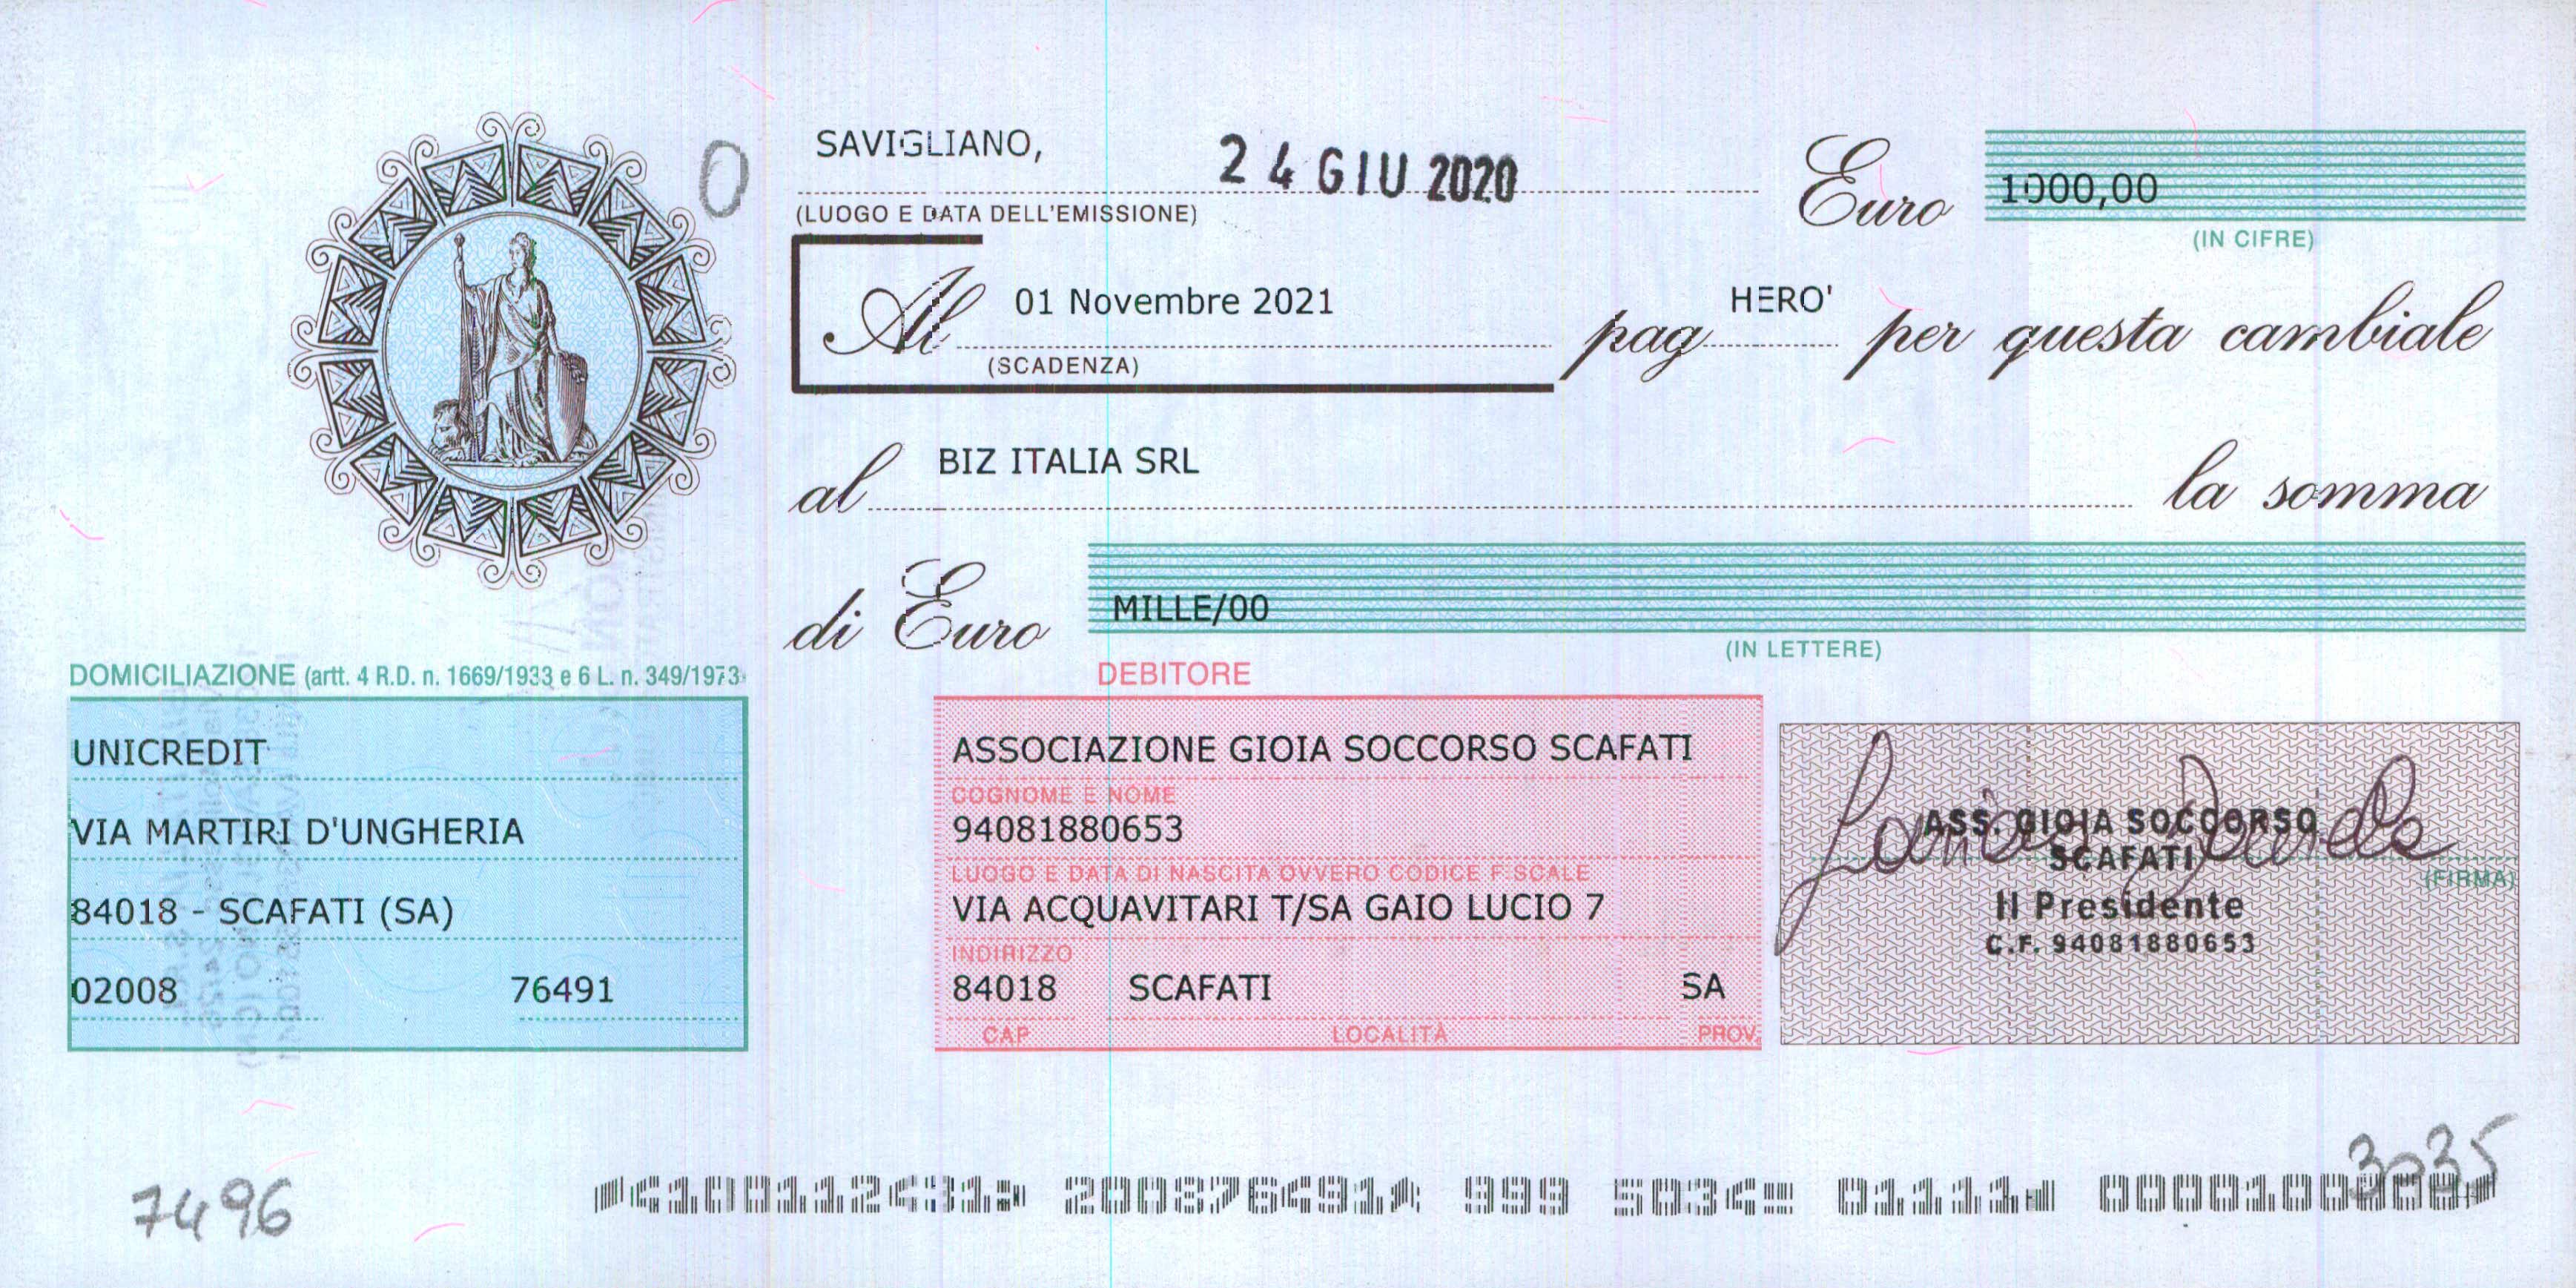 SAVIGLIANO, 24 GIU 2020
(LUOGO E DATA DELL'EMISSIONE)
Euro 1000,00
(IN CIFRE)
0
Al 01 Novembre 2021
(SCADENZA)
pag HERO' per questa cambiale
al BIZ ITALIA SRL la somma
di Euro MILLE/00
(IN LETTERE)
DOMICILIAZIONE (artt. 4 R.D. n. 1669/1933 e 6 L. n. 349/1973
UNICREDIT
VIA MARTIRI D'UNGHERIA
84018 - SCAFATI (SA)
02008 76491
DEBITORE
ASSOCIAZIONE GIOIA SOCCORSO SCAFATI
COGNOME E NOME
94081880653
LUOGO E DATA DI NASCITA OVVERO CODICE FISCALE
VIA ACQUAVITARI T/SA GAIO LUCIO 7
INDIRIZZO
84018 SCAFATI SA
CAP LOCALITÀ PROV.
ASS. GIOIA SOCCORSO
SCAFATI
(FIRMA)
Il Presidente
C.F. 94081880653
7496
3035
200876491 999 5034 01111